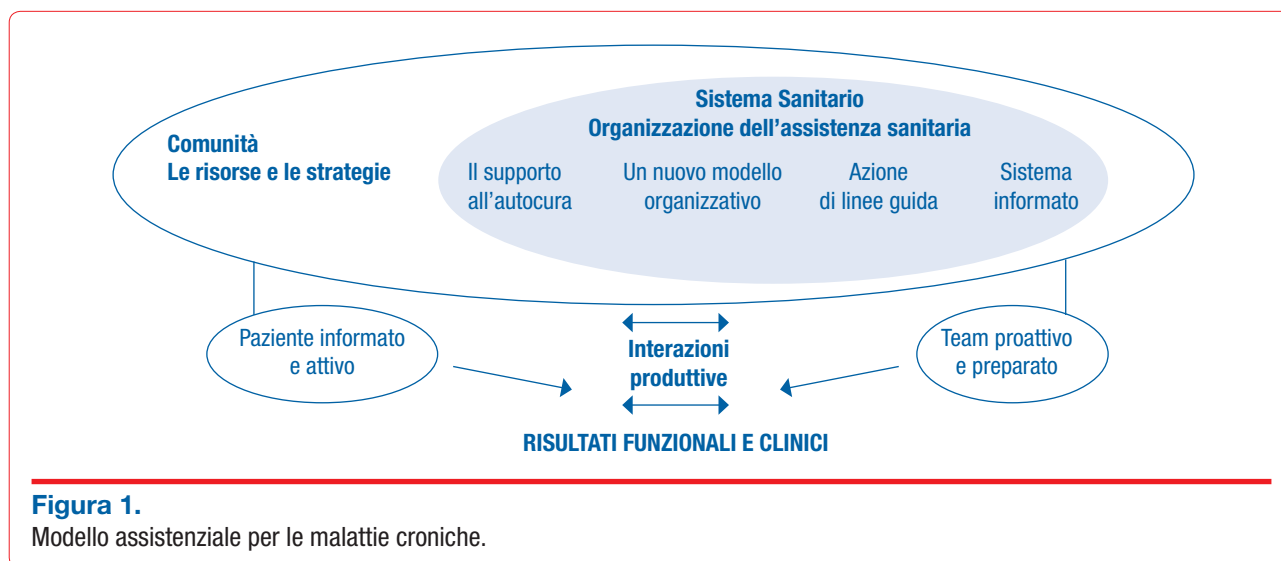 Sistema Sanitario
Organizzazione dell'assistenza sanitaria
Comunità
Le risorse e le strategie
Il supporto
all'autocura
Un nuovo modello
organizzativo
Azione
di linee guida
Sistema
informato
Paziente informato
e attivo
Interazioni
produttive
Team proattivo
e preparato
RISULTATI FUNZIONALI E CLINICI
Figura 1.
Modello assistenziale per le malattie croniche.